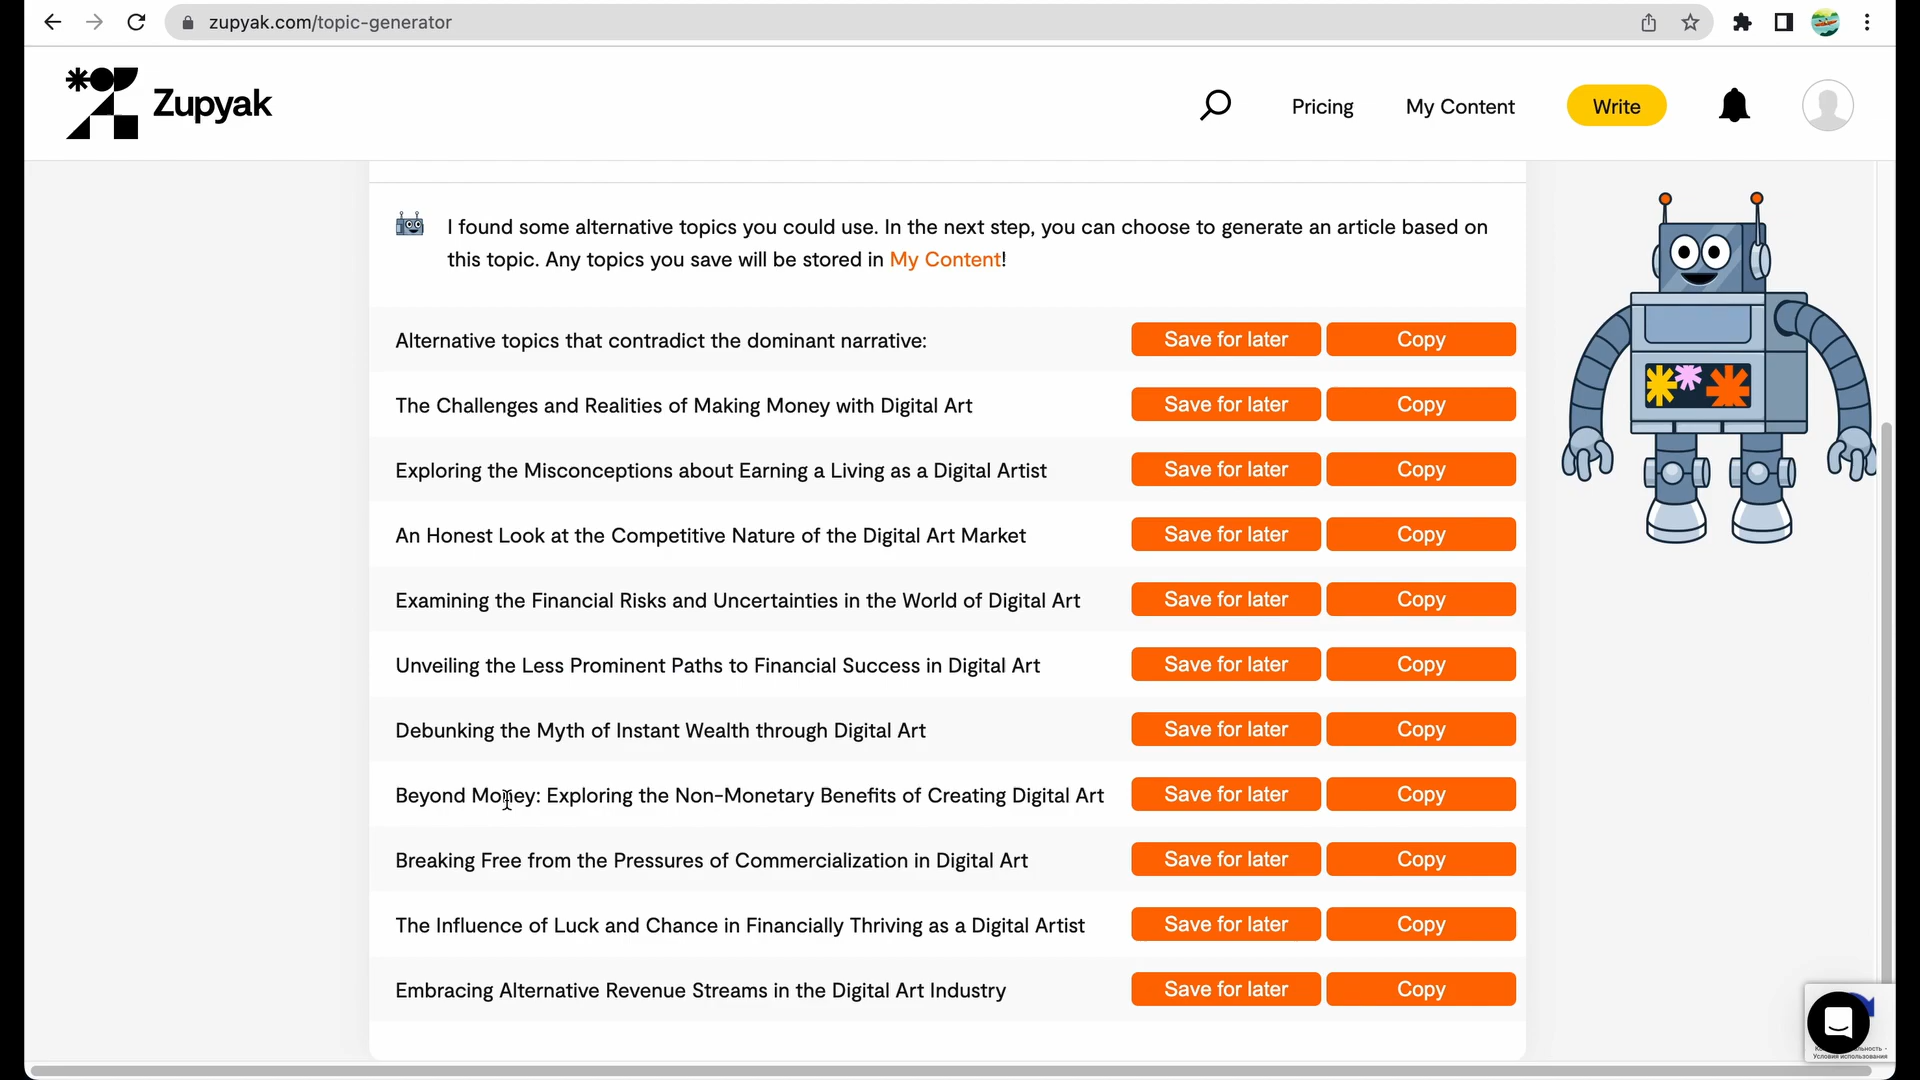 zupyak.com/topic-generator
Zupyak
Pricing
My Content
Write
I found some alternative topics you could use. In the next step, you can choose to generate an article based on
this topic. Any topics you save will be stored in My Content!
Alternative topics that contradict the dominant narrative:
Save for later
Copy
The Challenges and Realities of Making Money with Digital Art
Save for later
Copy
Exploring the Misconceptions about Earning a Living as a Digital Artist
Save for later
Copy
An Honest Look at the Competitive Nature of the Digital Art Market
Save for later
Copy
Examining the Financial Risks and Uncertainties in the World of Digital Art
Save for later
Copy
Unveiling the Less Prominent Paths to Financial Success in Digital Art
Save for later
Copy
Debunking the Myth of Instant Wealth through Digital Art
Save for later
Copy
Beyond Money: Exploring the Non-Monetary Benefits of Creating Digital Art
Save for later
Copy
Breaking Free from the Pressures of Commercialization in Digital Art
Save for later
Copy
The Influence of Luck and Chance in Financially Thriving as a Digital Artist
Save for later
Copy
Embracing Alternative Revenue Streams in the Digital Art Industry
Save for later
Copy
Условия использования